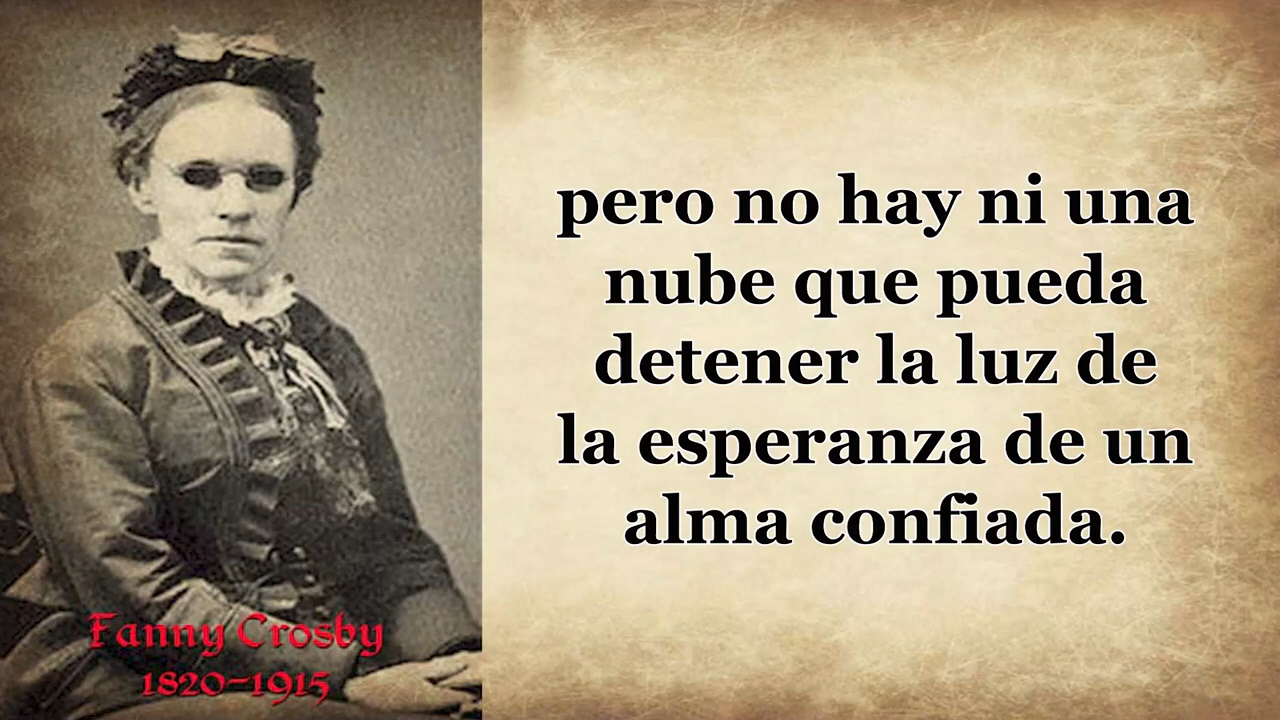 pero no hay ni una
nube que pueda
detener la luz de
la esperanza de un
alma confiada.
Fanny Crosby
1820-1915